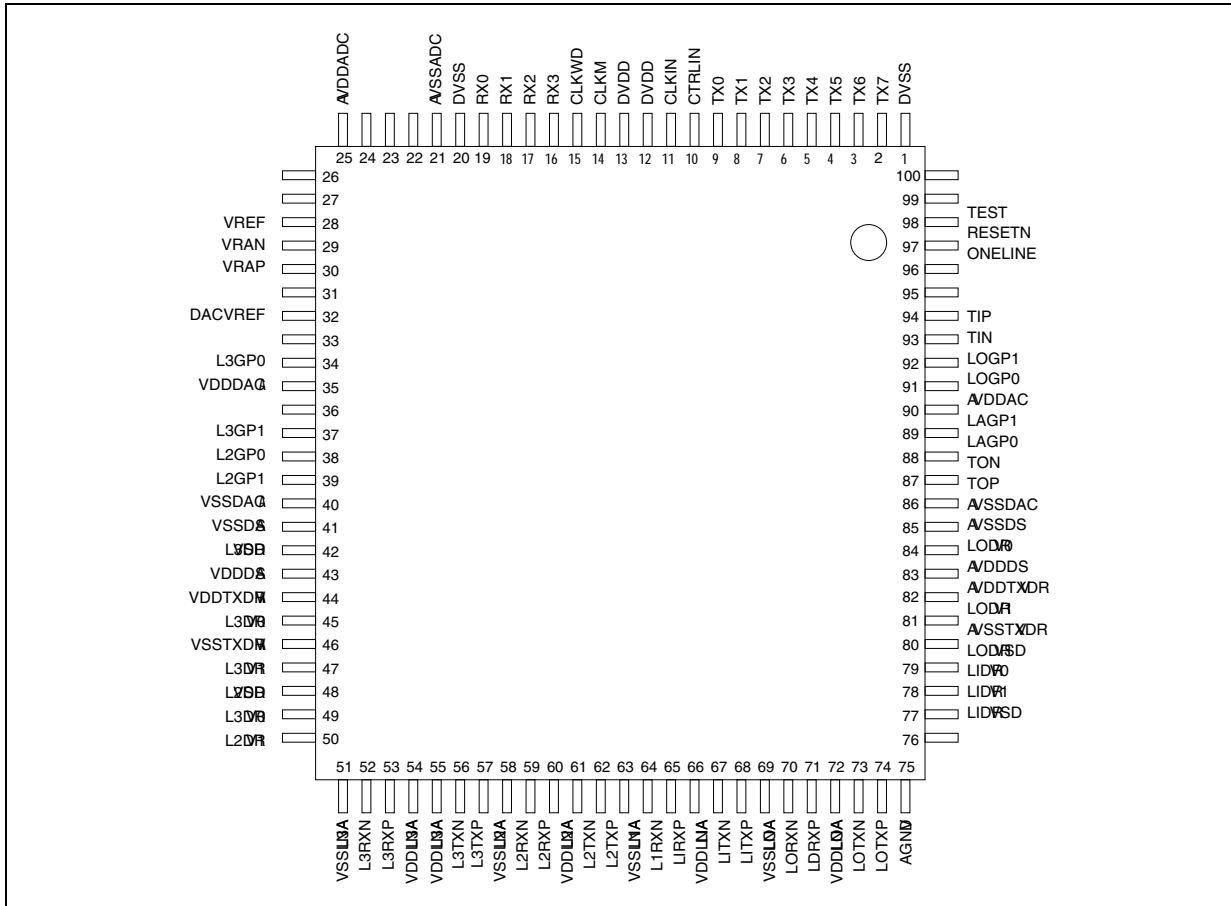 AVDDADC
AVSSADC
DVSS
RX0
RX1
RX2
RX3
CLKWD
CLKM
DVDD
DVDD
CLKIN
CTRLIN
TX0
TX1
TX2
TX3
TX4
TX5
TX6
TX7
DVSS
25 24 23 22 21 20 19 18 17 16 15 14 13 12 11 10 9 8 7 6 5 4 3 2 1
26
27
VREF 28
VRAN 29
VRAP 30
31
DACVREF 32
33
L3GP0 34
35
36
L3GP1 37
L2GP0 38
L2GP1 39
40
41
42
43
44
45
46
47
48
49
50
100
99
98 TEST
RESETN
97 ONELINE
96
95
94 TIP
93 TIN
92 LOGP1
91 LOGP0
90 AVDDAC
89 LAGP1
88 LAGP0
TON
87 TOP
86 AVSSDAC
85 AVSSDS
84
83 AVDDDS
82
81
80
79
78
77
76
51 52 53 54 55 56 57 58 59 60 61 62 63 64 65 66 67 68 69 70 71 72 73 74 75
L3RXN
L3RXP
L3TXN
L3TXP
L2RXN
L2RXP
L2TXN
L2TXP
L1RXN
LIRXP
LITXN
LITXP
LORXN
LDRXP
LOTXN
LOTXP